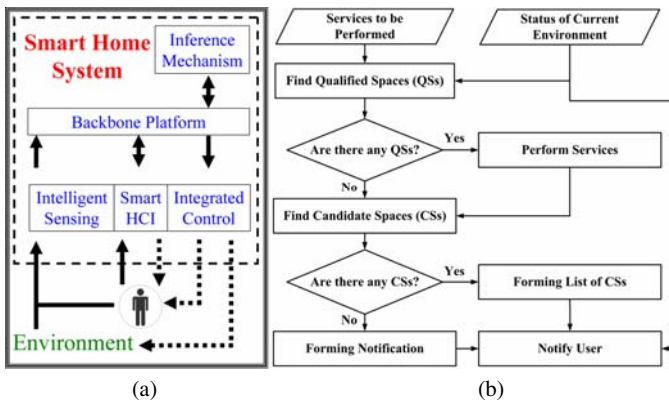 Smart Home
System
Inference
Mechanism
Backbone Platform
Intelligent
Sensing
Smart
HCI
Integrated
Control
Environment
(a)
Services to be
Performed
Status of Current
Environment
Find Qualified Spaces (QSs)
Are there any QSs?
Yes
Perform Services
No
Find Candidate Spaces (CSs)
Are there any CSs?
Yes
Forming List of CSs
No
Forming Notification
Notify User
(b)